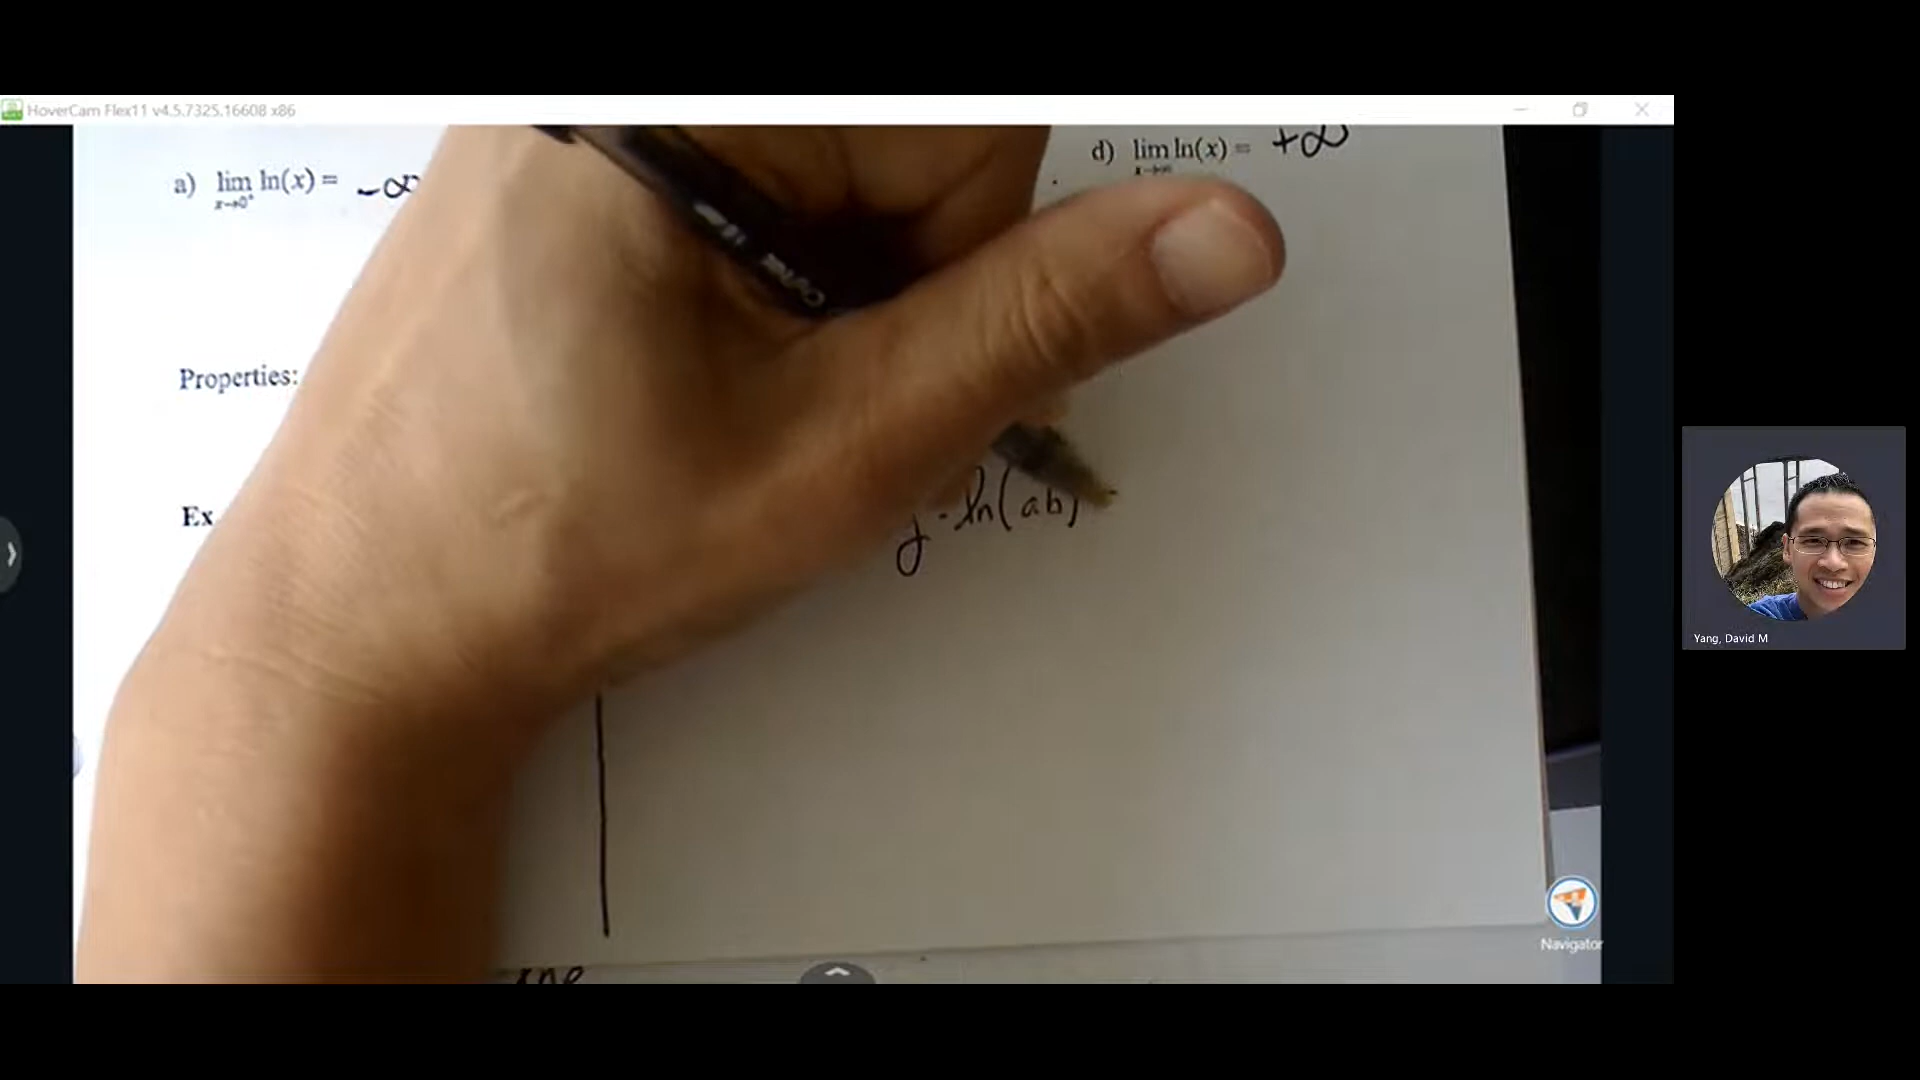 HoverCam Flex11 v4.5.7325.16608 x86
a) lim ln(x) = -∞
x→0⁺
d) lim ln(x) = +∞
x→∞
Properties:
Ex
ln(ab)
Yang, David M
Navigator